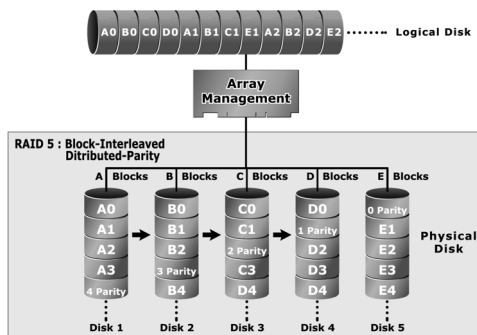 A0 B0 C0 D0 A1 B1 C1 E1 A2 B2 D2 E2
Logical Disk
Array
Management
RAID 5 : Block-Interleaved
Ditributed-Parity
A Blocks B Blocks C Blocks D Blocks E Blocks
A0 B0 C0 D0 0 Parity
A1 B1 C1 1 Parity E1
A2 B2 2 Parity D2 E2
A3 3 Parity C3 D3 E3
4 Parity B4 D4 D4 E4
Physical
Disk
Disk 1 Disk 2 Disk 3 Disk 4 Disk 5